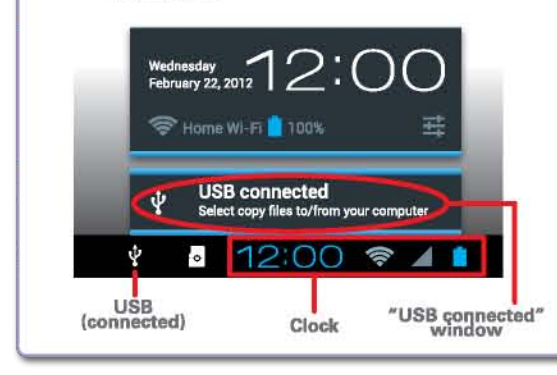 Wednesday
February 22, 2012
12:00
Home Wi-Fi 100%
USB connected
Select copy files to/from your computer
12:00
USB
(connected)
Clock
"USB connected"
window